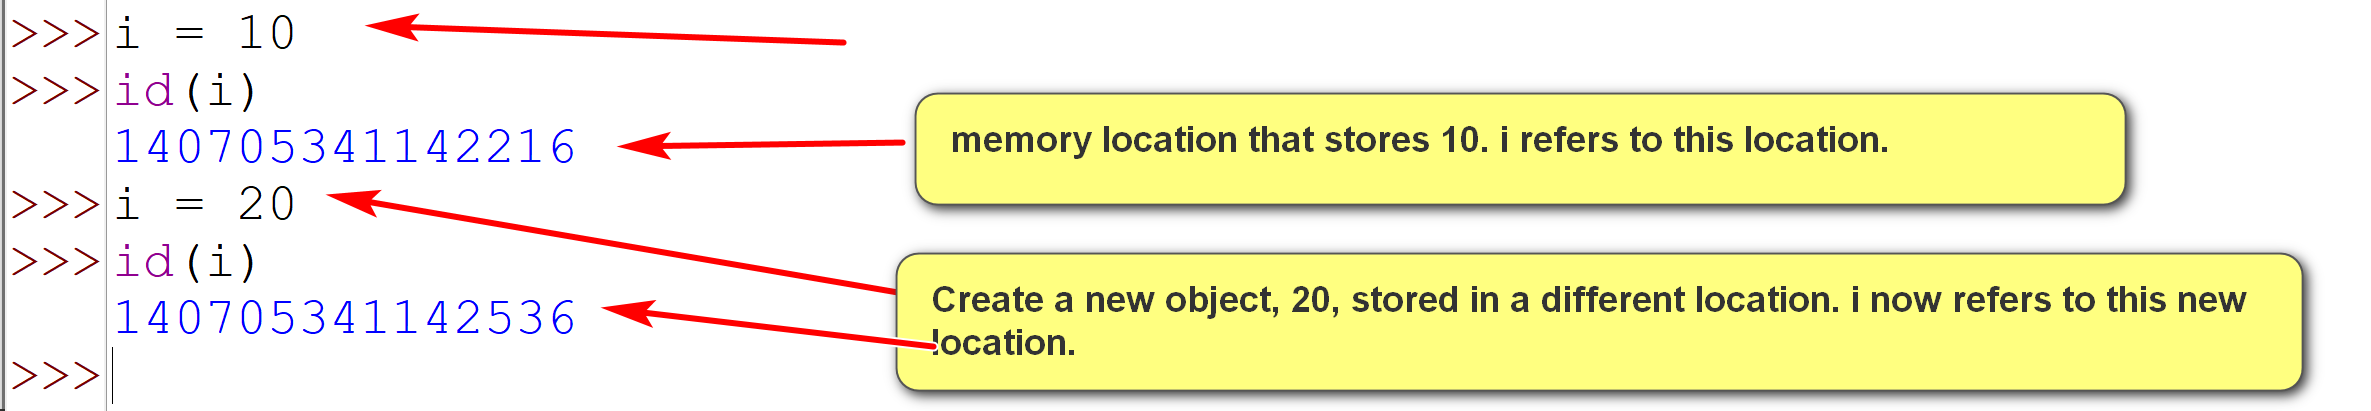 >>> i = 10
>>> id(i)
140705341142216
memory location that stores 10. i refers to this location.
>>> i = 20
>>> id(i)
140705341142536
Create a new object, 20, stored in a different location. i now refers to this new
location.
>>>